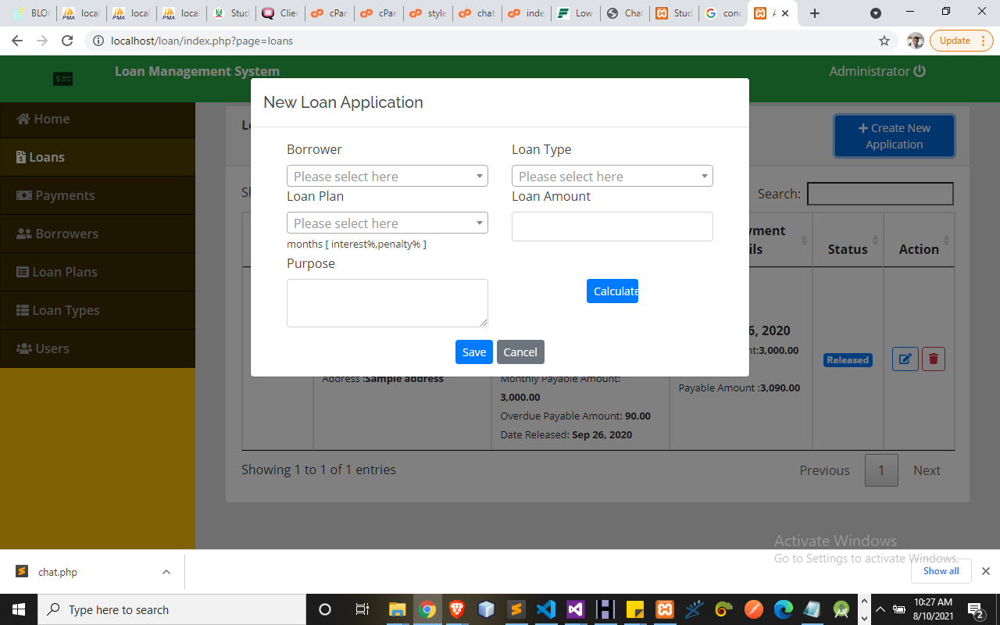 BLO
local
local
local
Stud
Clier
cPar
cPan
style
chat
inde
Low
Chat
Stud
conc
A
localhost/loan/index.php?page=loans
Update
Loan Management System
Administrator
New Loan Application
Home
Loans
Payments
Borrowers
Loan Plans
Loan Types
Users
+ Create New
Application
Borrower
Loan Type
Please select here
Please select here
Loan Plan
Loan Amount
Please select here
months [ interest%,penalty% ]
Purpose
Calculate
Save Cancel
Search:
Status
Action
6, 2020
3,000.00
Released
Address :Sample address
Monthly Payable Amount:
3,000.00
Overdue Payable Amount: 90.00
Date Released: Sep 26, 2020
Payable Amount :3,090.00
Showing 1 to 1 of 1 entries
Previous 1 Next
Activate Windows
Go to Settings to activate Windows.
chat.php
Show all
Type here to search
10:27 AM
8/10/2021
2